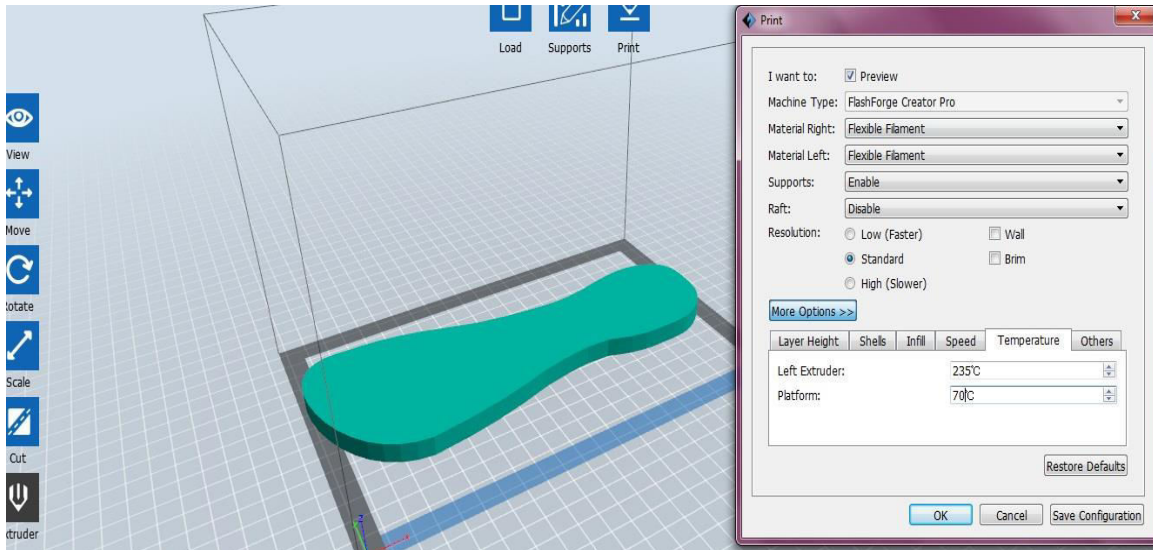 Load Supports Print
View
Move
Rotate
Scale
Cut
xtruder
z
Print
I want to: Preview
Machine Type: FlashForge Creator Pro
Material Right: Flexible Filament
Material Left: Flexible Filament
Supports: Enable
Raft: Disable
Resolution: Low (Faster) Wall
Standard Brim
High (Slower)
More Options >>
Layer Height Shells Infill Speed Temperature Others
Left Extruder: 235℃
Platform: 70℃
Restore Defaults
OK Cancel Save Configuration